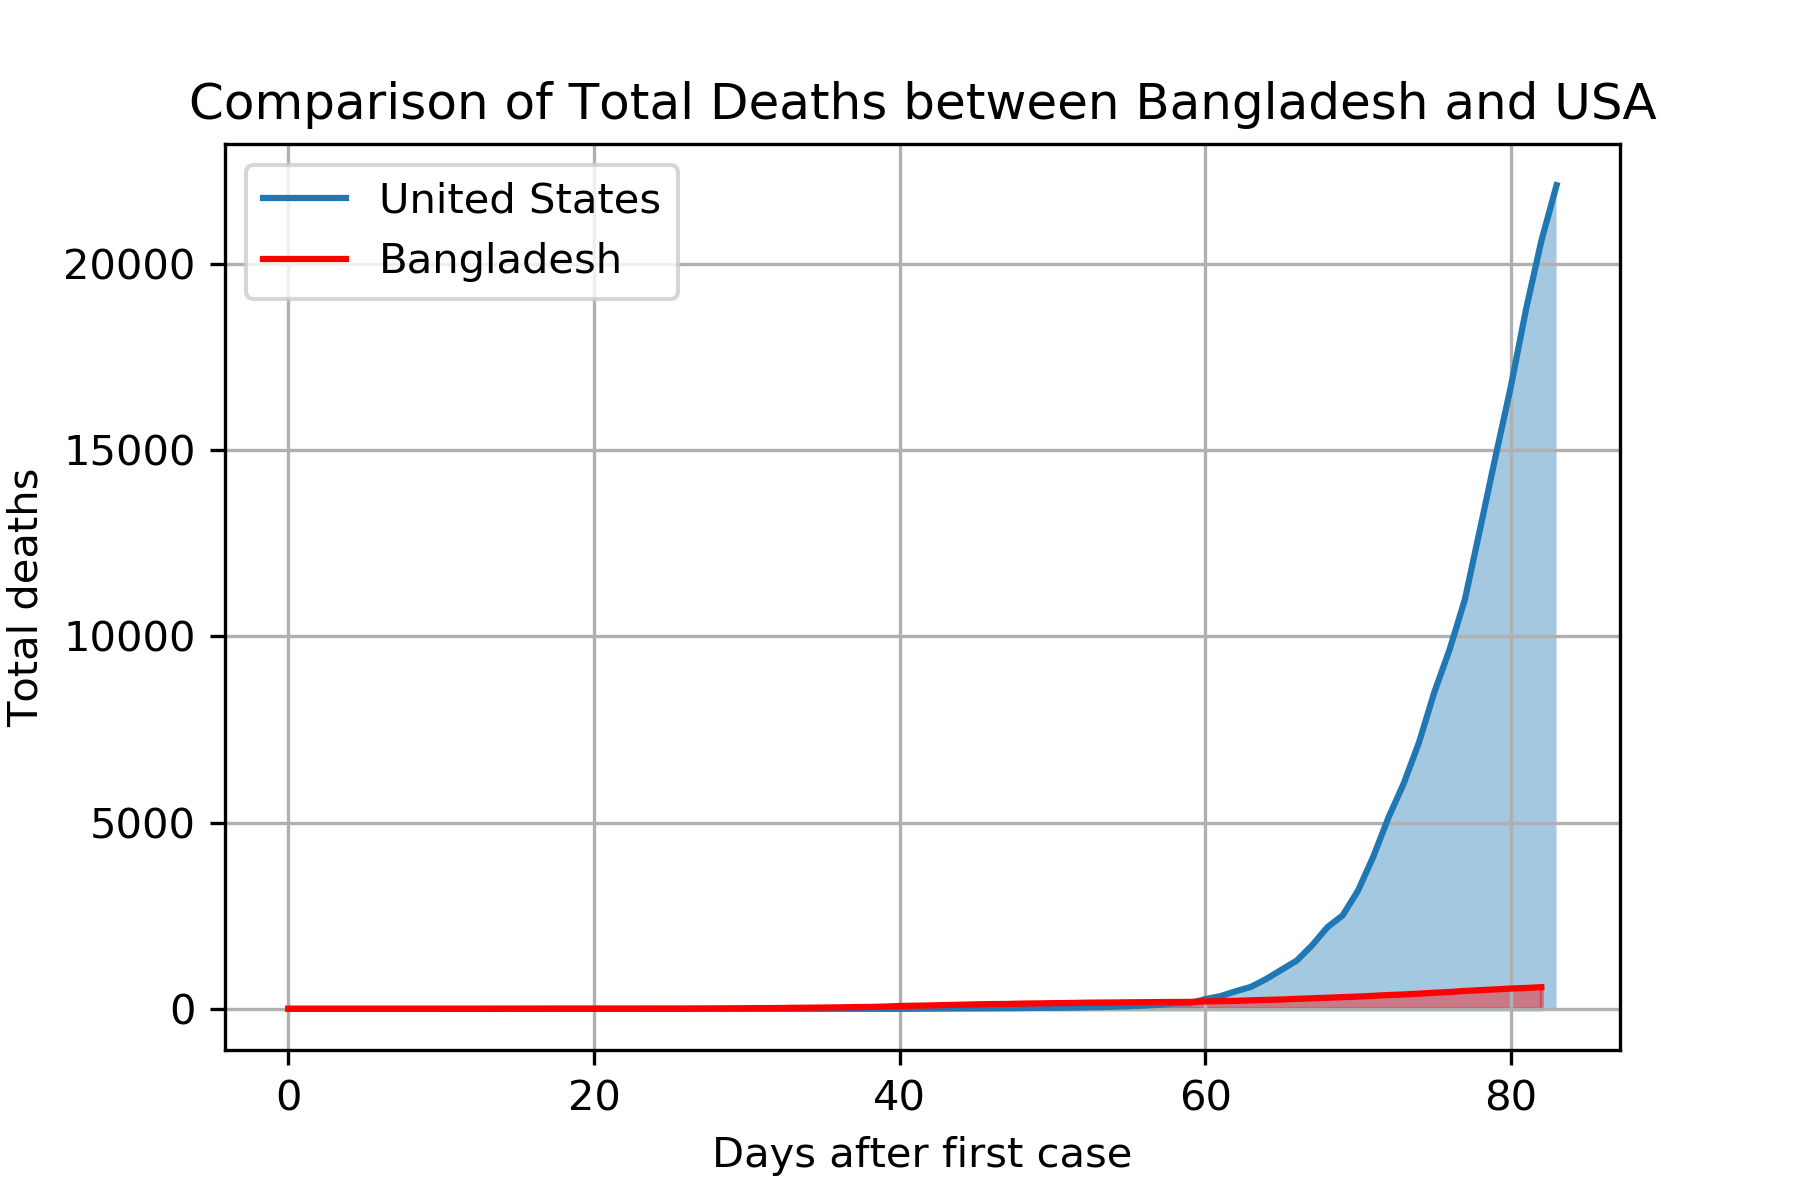 Comparison of Total Deaths between Bangladesh and USA
United States
Bangladesh
20000
15000
10000
5000
0
Total deaths
0 20 40 60 80
Days after first case